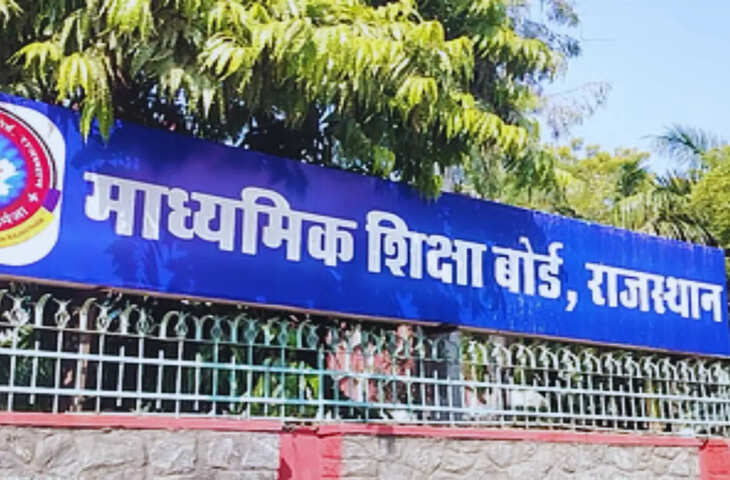 माध्यमिक शिक्षा बोर्ड, राजस्थान